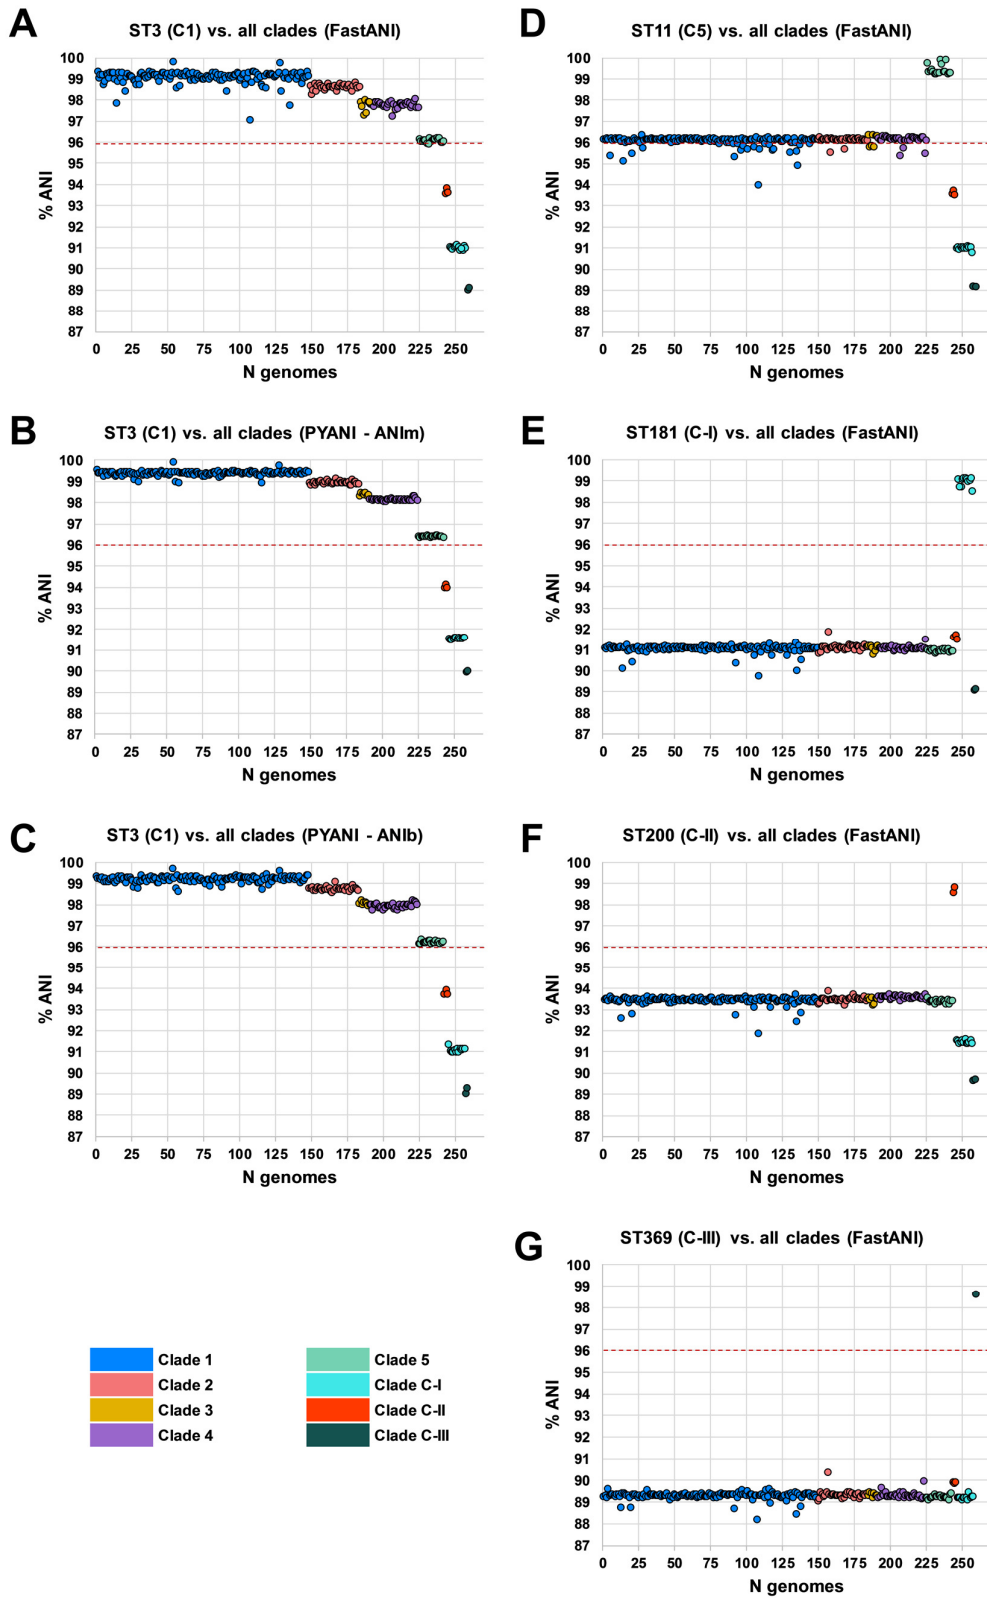 A
ST3 (C1) vs. all clades (FastANI)
100
99
98
97
96
95
94
93
92
91
90
89
88
87
% ANI
0 25 50 75 100 125 150 175 200 225 250
N genomes
B
ST3 (C1) vs. all clades (PYANI - ANIm)
100
99
98
97
96
95
94
93
92
91
90
89
88
87
% ANI
0 25 50 75 100 125 150 175 200 225 250
N genomes
C
ST3 (C1) vs. all clades (PYANI - ANIb)
100
99
98
97
96
95
94
93
92
91
90
89
88
87
% ANI
0 25 50 75 100 125 150 175 200 225 250
N genomes
Clade 1
Clade 2
Clade 3
Clade 4
Clade 5
Clade C-I
Clade C-II
Clade C-III
D
ST11 (C5) vs. all clades (FastANI)
100
99
98
97
96
95
94
93
92
91
90
89
88
87
% ANI
0 25 50 75 100 125 150 175 200 225 250
N genomes
E
ST181 (C-I) vs. all clades (FastANI)
100
99
98
97
96
95
94
93
92
91
90
89
88
87
% ANI
0 25 50 75 100 125 150 175 200 225 250
N genomes
F
ST200 (C-II) vs. all clades (FastANI)
100
99
98
97
96
95
94
93
92
91
90
89
88
87
% ANI
0 25 50 75 100 125 150 175 200 225 250
N genomes
G
ST369 (C-III) vs. all clades (FastANI)
100
99
98
97
96
95
94
93
92
91
90
89
88
87
% ANI
0 25 50 75 100 125 150 175 200 225 250
N genomes